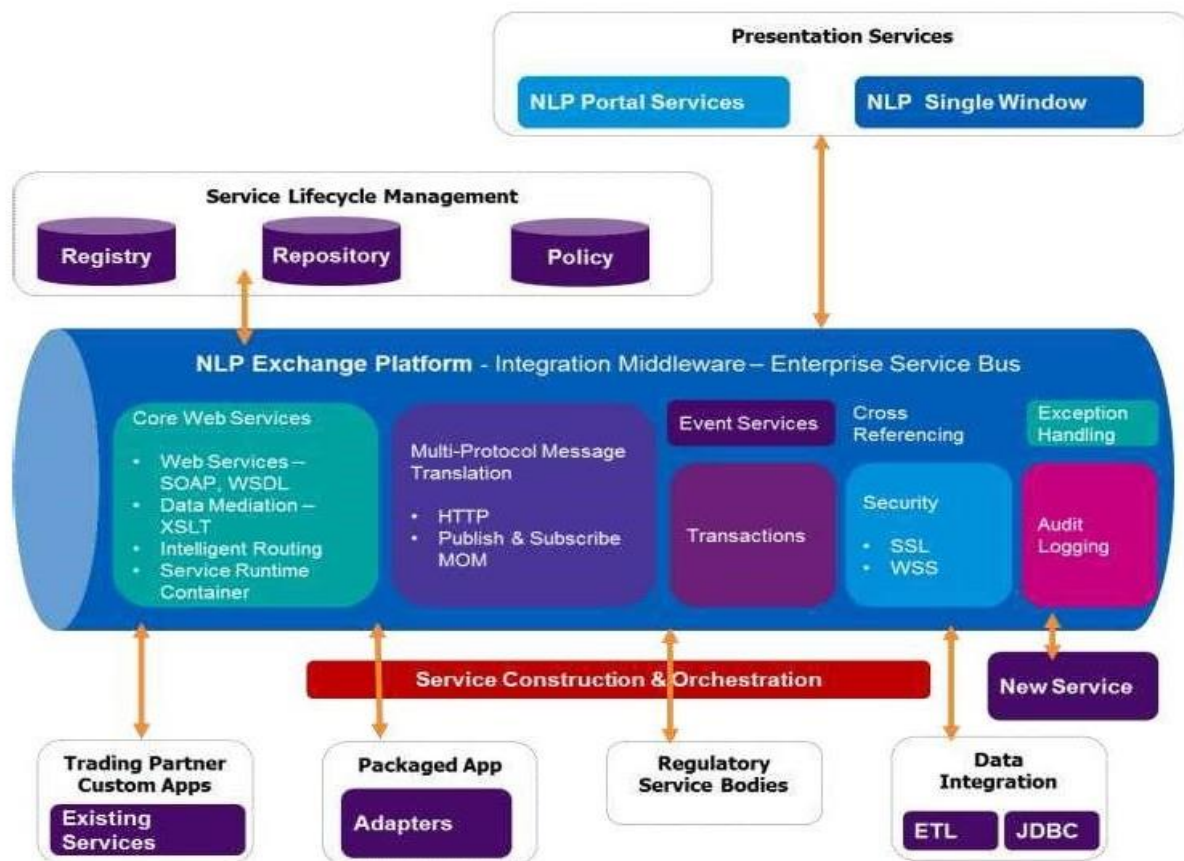 Presentation Services
NLP Portal Services
NLP Single Window
Service Lifecycle Management
Registry
Repository
Policy
NLP Exchange Platform - Integration Middleware – Enterprise Service Bus
Core Web Services
• Web Services –
SOAP, WSDL
• Data Mediation –
XSLT
• Intelligent Routing
• Service Runtime
Container
Multi-Protocol Message
Translation
• HTTP
• Publish & Subscribe
MOM
Event Services
Transactions
Cross
Referencing
Security
• SSL
• WSS
Exception
Handling
Audit
Logging
Service Construction & Orchestration
New Service
Trading Partner
Custom Apps
Existing
Services
Packaged App
Adapters
Regulatory
Service Bodies
Data
Integration
ETL
JDBC